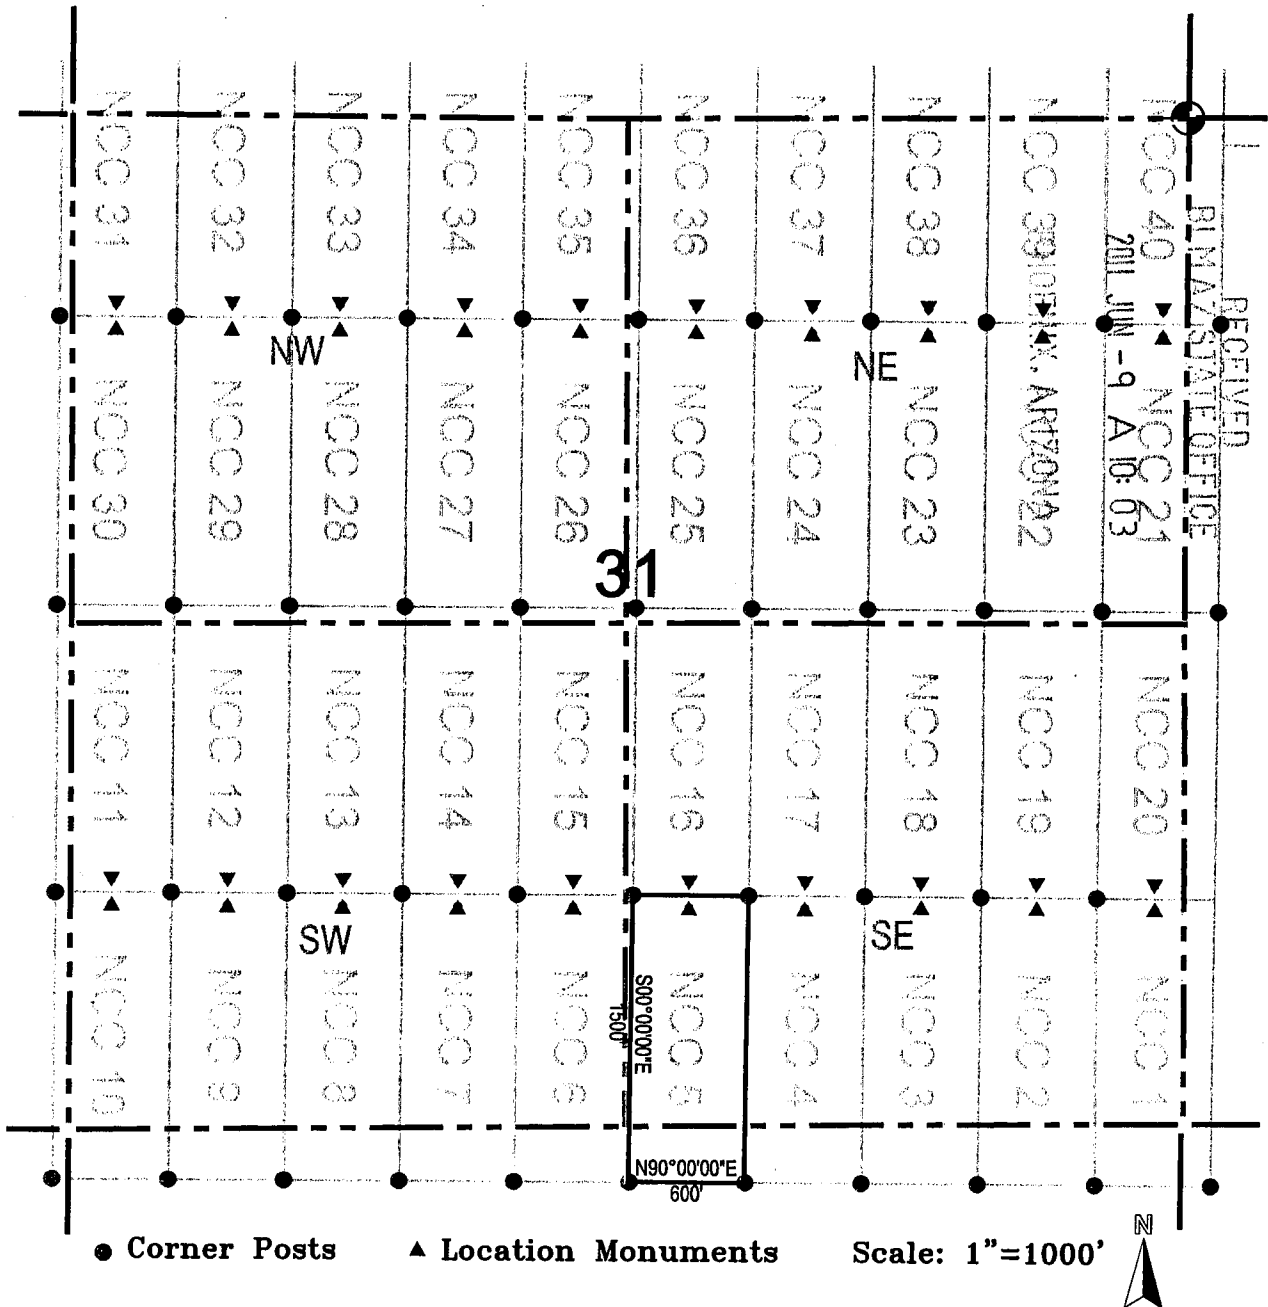 NCC 31
NCC 32
NCC 33
NCC 34
NCC 35
NCC 36
NCC 37
NCC 38
NCC 39
NCC 40
RECEIVED
BLM AZ STATE OFFICE
2011 JUN -9 A 10: 03
PHOENIX, ARIZONA
NW
NE
NCC 30
NCC 29
NCC 28
NCC 27
NCC 26
NCC 25
NCC 24
NCC 23
NCC 22
NCC 21
31
NCC 11
NCC 12
NCC 13
NCC 14
NCC 15
NCC 16
NCC 17
NCC 18
NCC 19
NCC 20
SW
SE
NCC 10
NCC 9
NCC 8
NCC 7
NCC 6
S00°00'00"E
1500'
NCC 5
NCC 4
NCC 3
NCC 2
NCC 1
N90°00'00"E
600'
Corner Posts
Location Monuments
Scale: 1"=1000'
N